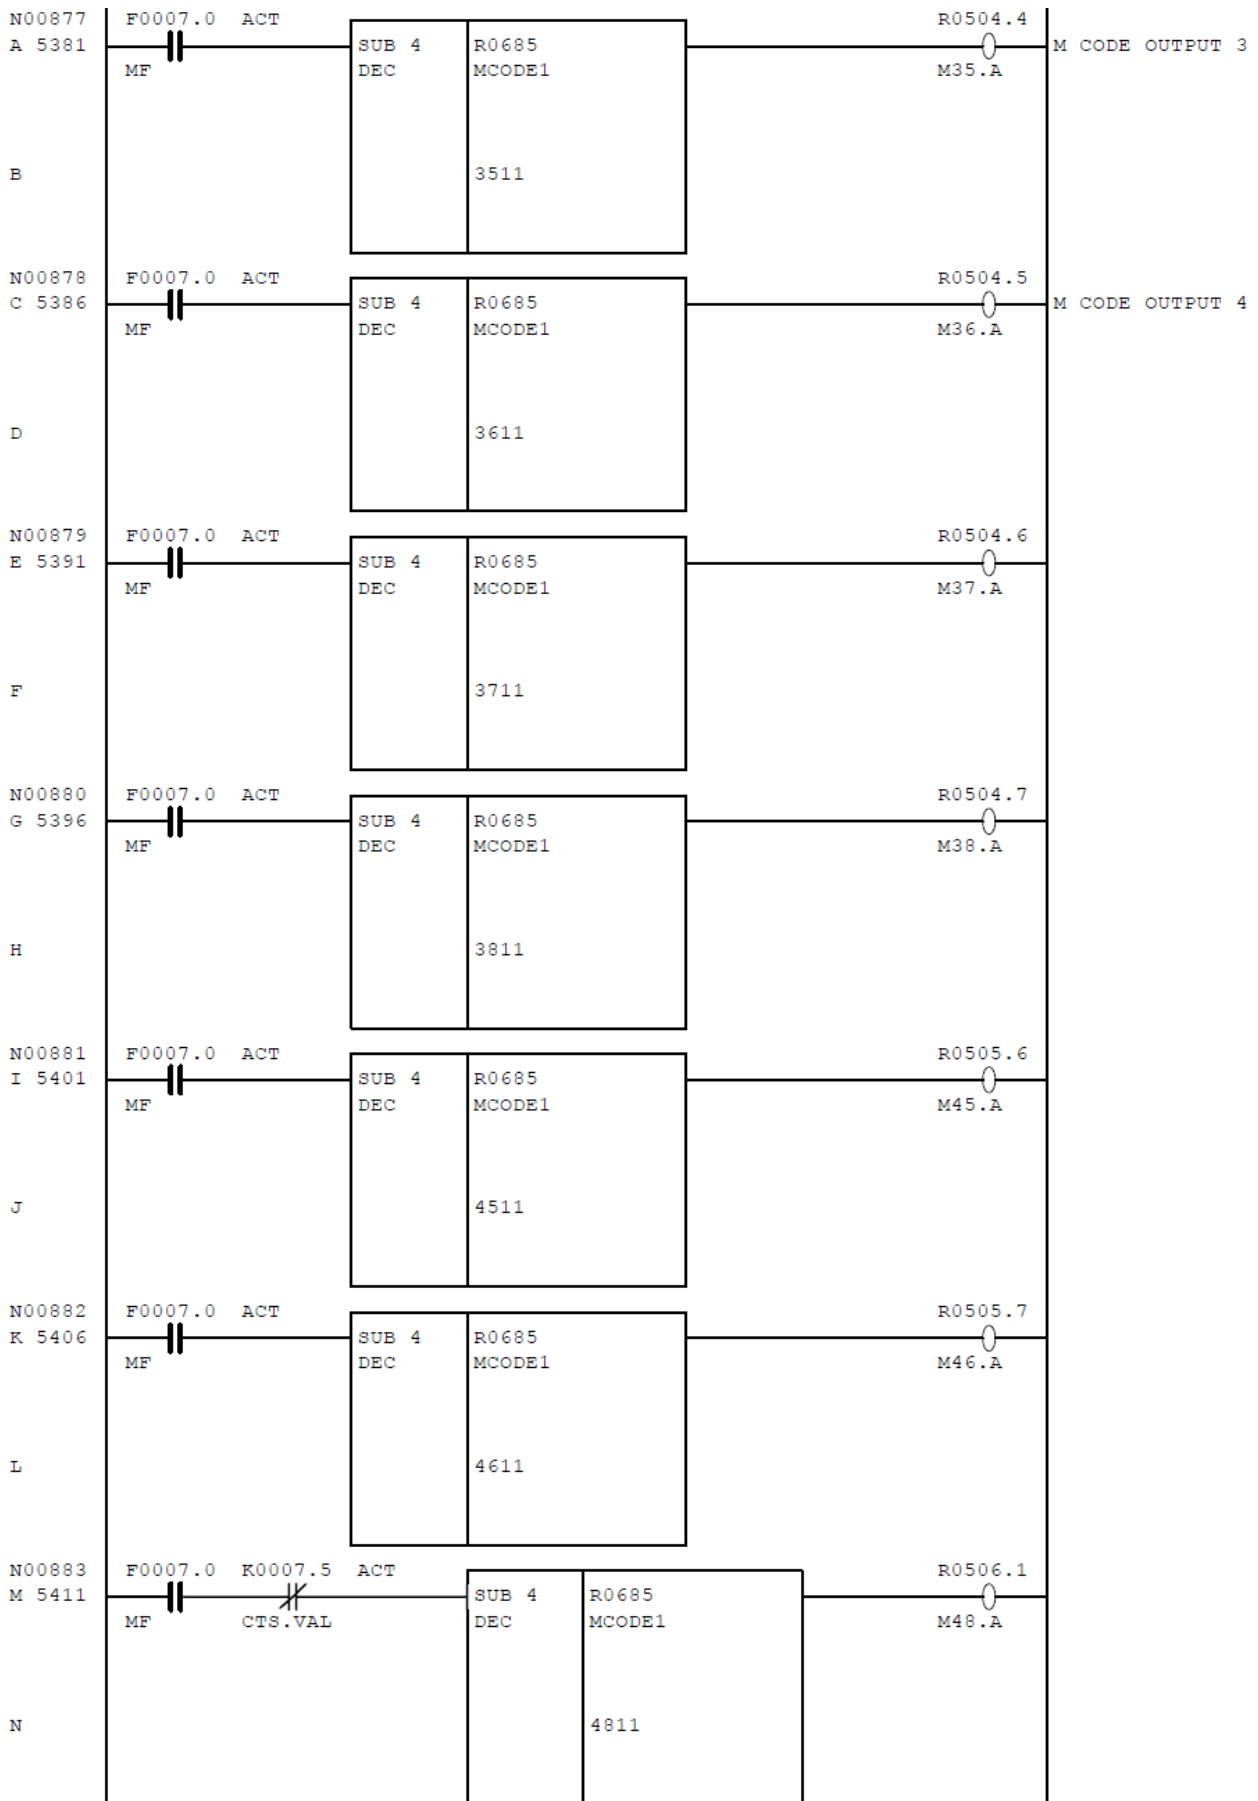 N00877 F0007.0 ACT R0504.4
A 5381 SUB 4 R0685 M CODE OUTPUT 3
MF DEC MCODE1 M35.A
B 3511
N00878 F0007.0 ACT R0504.5
C 5386 SUB 4 R0685 M CODE OUTPUT 4
MF DEC MCODE1 M36.A
D 3611
N00879 F0007.0 ACT R0504.6
E 5391 SUB 4 R0685
MF DEC MCODE1 M37.A
F 3711
N00880 F0007.0 ACT R0504.7
G 5396 SUB 4 R0685
MF DEC MCODE1 M38.A
H 3811
N00881 F0007.0 ACT R0505.6
I 5401 SUB 4 R0685
MF DEC MCODE1 M45.A
J 4511
N00882 F0007.0 ACT R0505.7
K 5406 SUB 4 R0685
MF DEC MCODE1 M46.A
L 4611
N00883 F0007.0 K0007.5 ACT R0506.1
M 5411 SUB 4 R0685
MF CTS.VAL DEC MCODE1 M48.A
N 4811